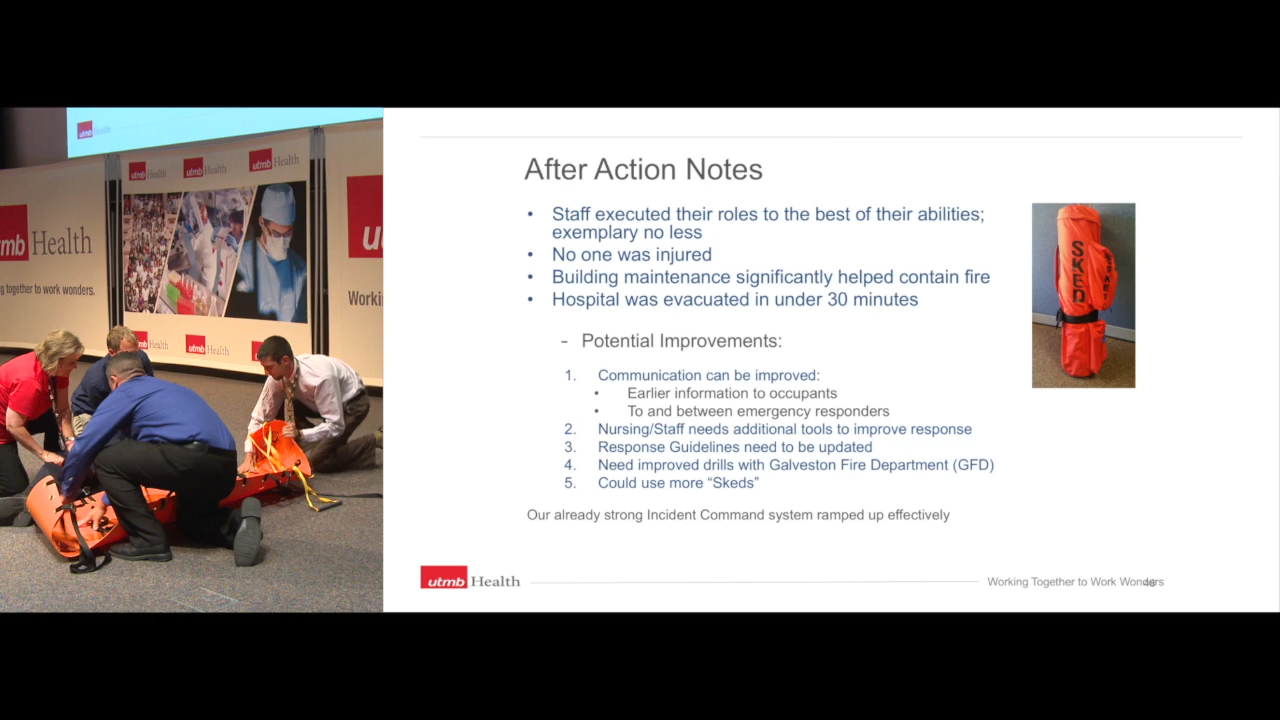 utmb Health
utmb Health
utmb Health
utmb Health
mb Health
g together to work wonders.
u
Worki
mb Health
utmb Health
After Action Notes
• Staff executed their roles to the best of their abilities;
exemplary no less
• No one was injured
• Building maintenance significantly helped contain fire
• Hospital was evacuated in under 30 minutes
- Potential Improvements:
1. Communication can be improved:
• Earlier information to occupants
• To and between emergency responders
2. Nursing/Staff needs additional tools to improve response
3. Response Guidelines need to be updated
4. Need improved drills with Galveston Fire Department (GFD)
5. Could use more “Skeds”
Our already strong Incident Command system ramped up effectively
SKED
utmb Health
Working Together to Work Wonders